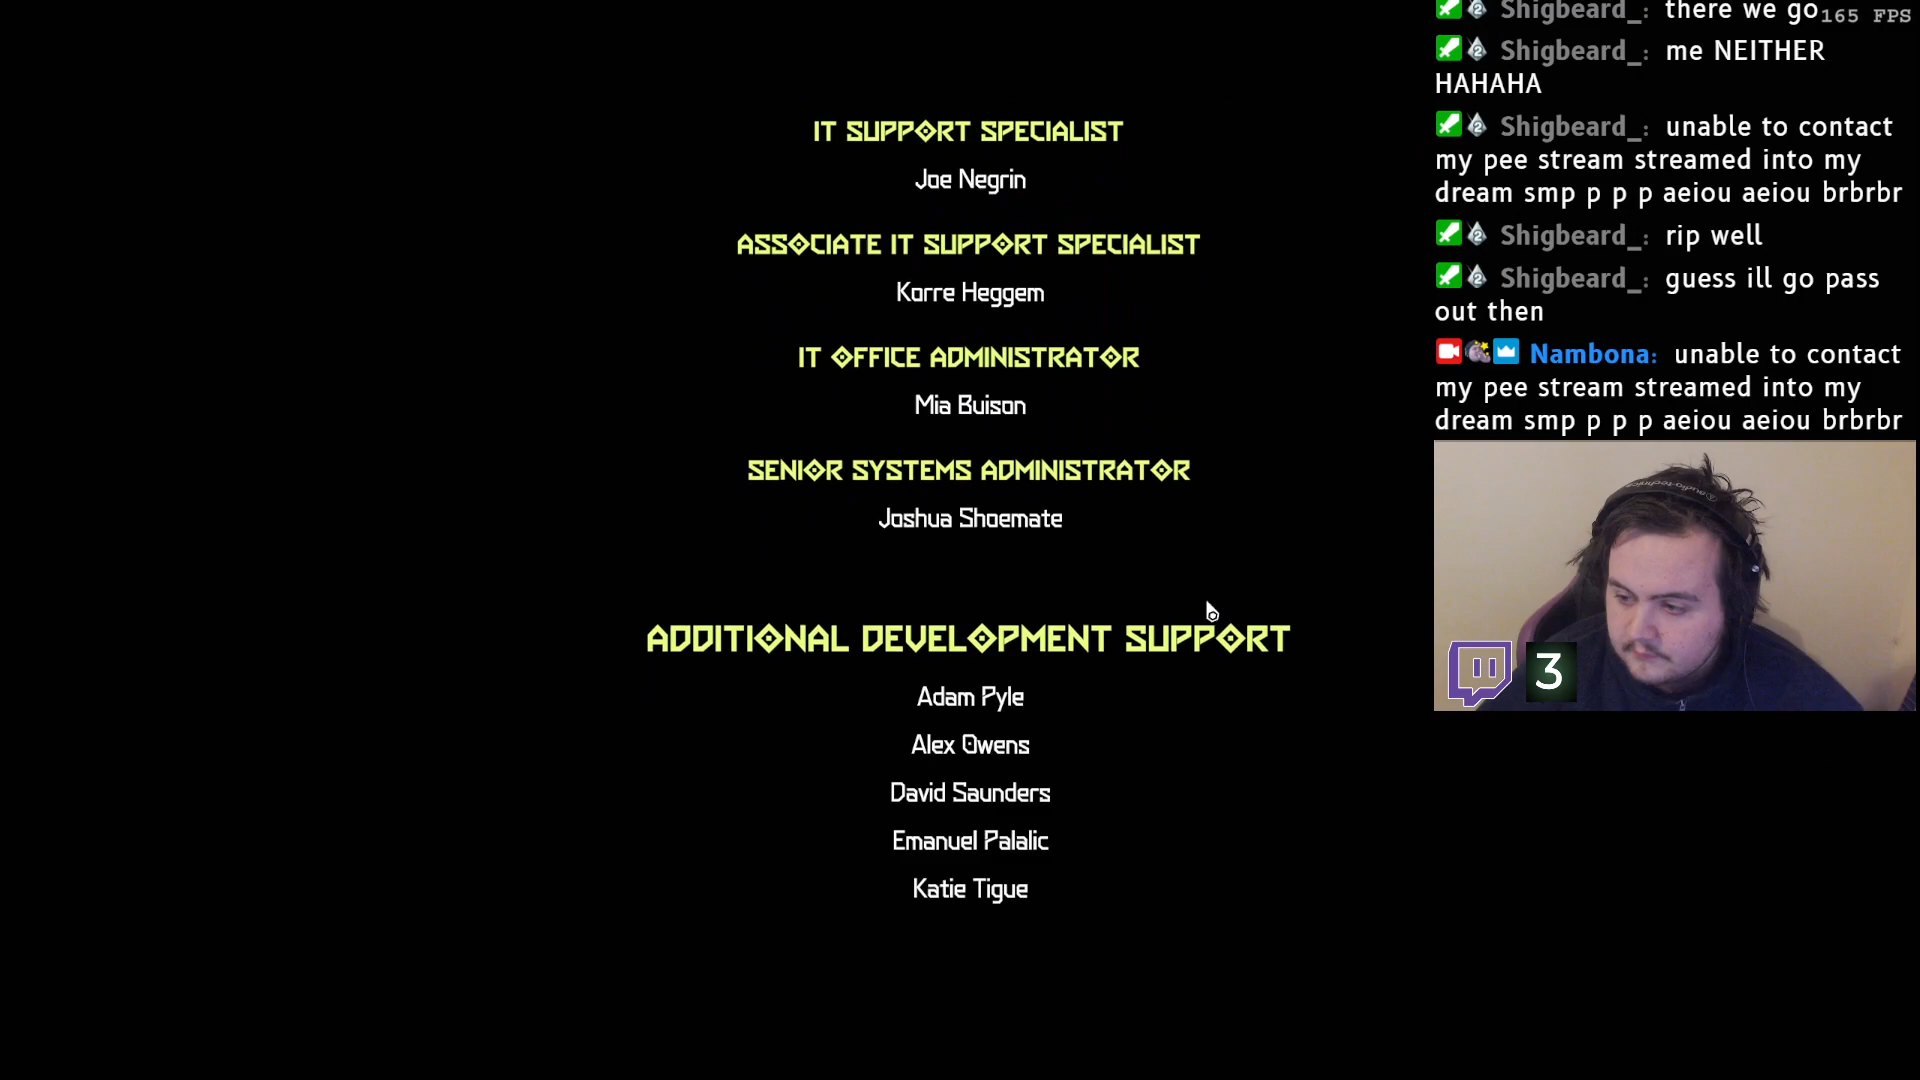 IT SUPPORT SPECIALIST
Joe Negrin
ASSOCIATE IT SUPPORT SPECIALIST
Korre Heggem
IT OFFICE ADMINISTRATOR
Mia Buison
SENIOR SYSTEMS ADMINISTRATOR
Joshua Shoemate
ADDITIONAL DEVELOPMENT SUPPORT
Adam Pyle
Alex Owens
David Saunders
Emanuel Palalic
Katie Tigue
165 FPS
Shigbeard_: there we go
Shigbeard_: me NEITHER
HAHAHA
Shigbeard_: unable to contact
my pee stream streamed into my
dream smp p p p aeiou aeiou brbrbr
Shigbeard_: rip well
Shigbeard_: guess ill go pass
out then
Nambona: unable to contact
my pee stream streamed into my
dream smp p p p aeiou aeiou brbrbr
audio-technica
3